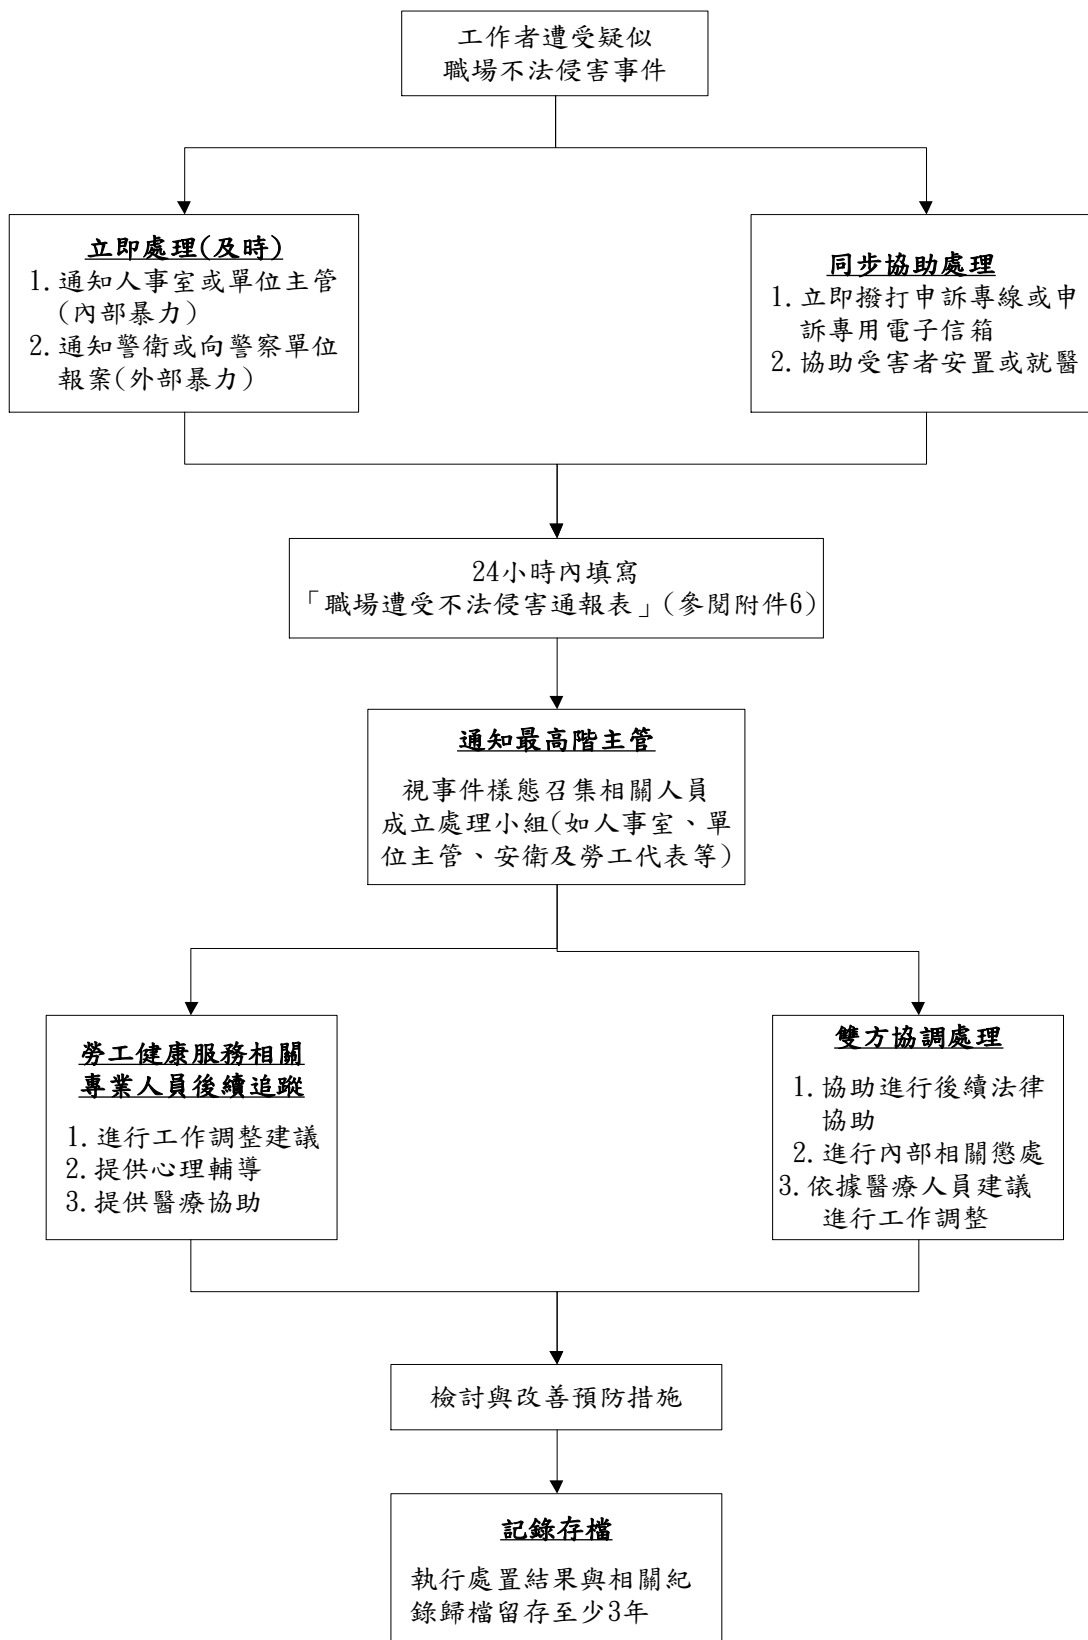 工作者遭受疑似
職場不法侵害事件
立即處理(及時)
1.通知人事室或單位主管
(內部暴力)
2.通知警衛或向警察單位
報案(外部暴力)
同步協助處理
1.立即撥打申訴專線或申
訴專用電子信箱
2.協助受害者安置或就醫
24小時內填寫
「職場遭受不法侵害通報表」(參閱附件6)
通知最高階主管
視事件樣態召集相關人員
成立處理小組(如人事室、單
位主管、安衛及勞工代表等)
勞工健康服務相關
專業人員後續追蹤
1.進行工作調整建議
2.提供心理輔導
3.提供醫療協助
雙方協調處理
1.協助進行後續法律
協助
2.進行內部相關懲處
3.依據醫療人員建議
進行工作調整
檢討與改善預防措施
記錄存檔
執行處置結果與相關紀
錄歸檔留存至少3年